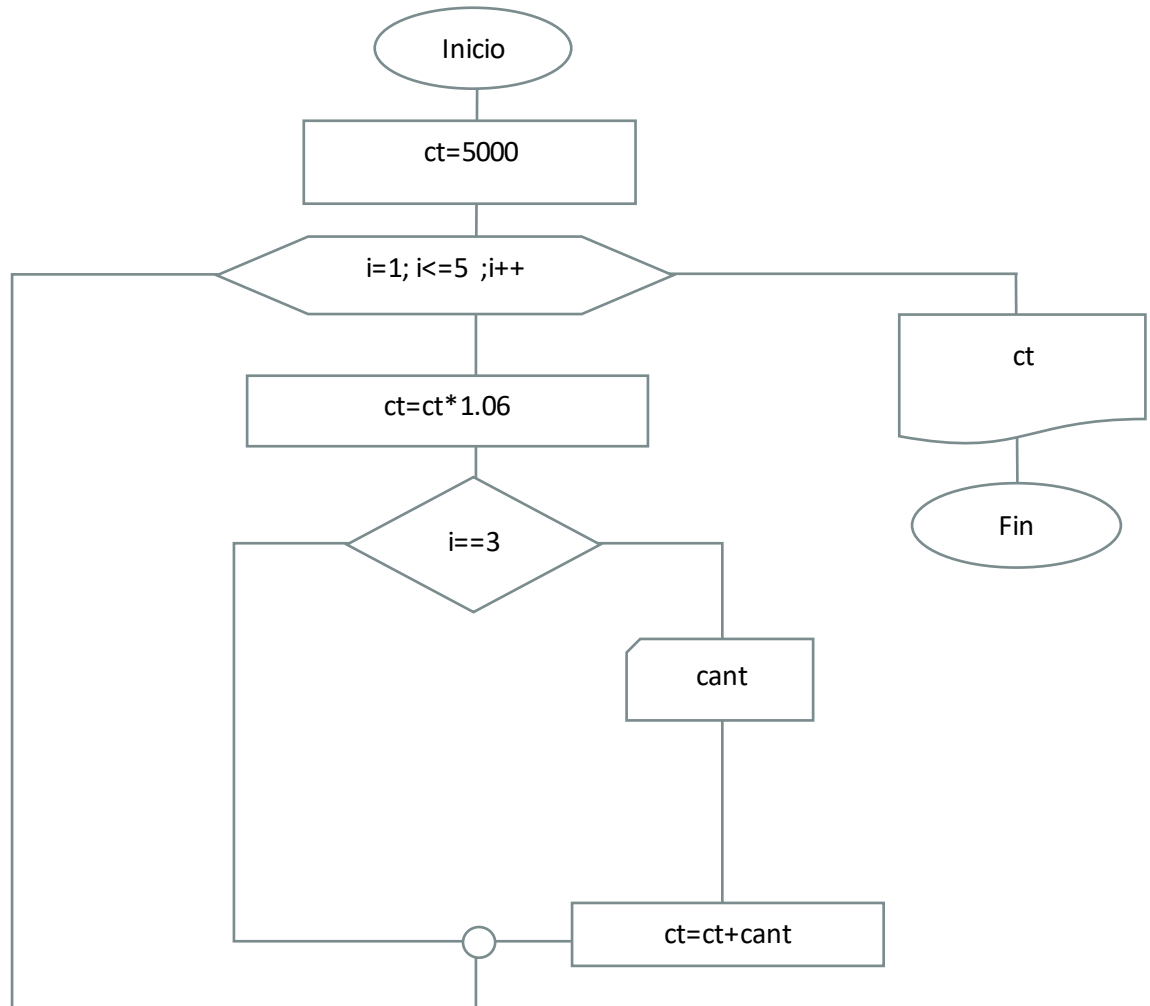 Inicio
ct=5000
i=1; i<=5 ;i++
ct=ct*1.06
i==3
cant
ct=ct+cant
ct
Fin